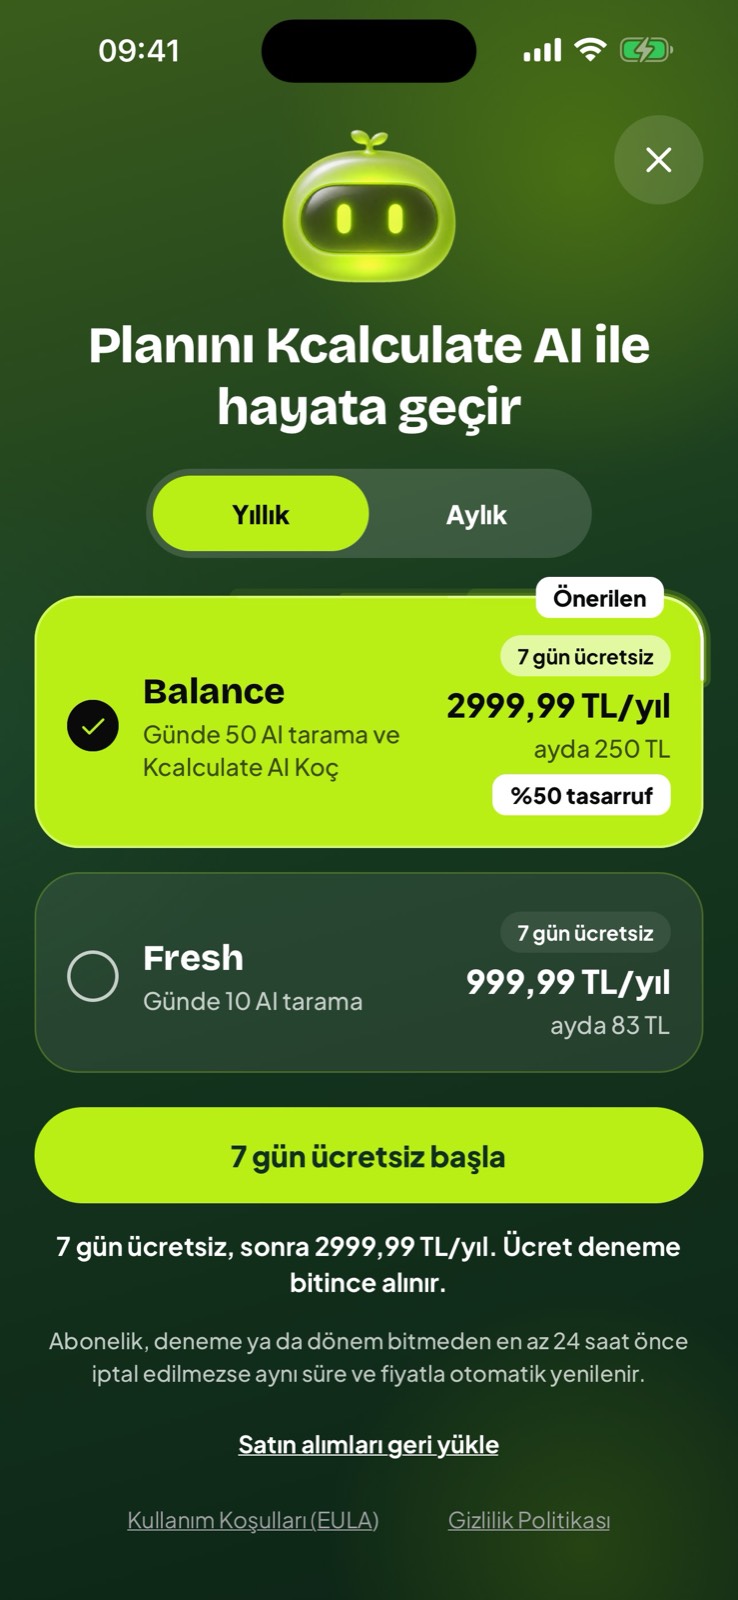 09:41
Planını Kcalculate AI ile
hayata geçir
Yıllık
Aylık
Önerilen
Balance
Günde 50 AI tarama ve
Kcalculate AI Koç
7 gün ücretsiz
2999,99 TL/yıl
ayda 250 TL
%50 tasarruf
Fresh
Günde 10 AI tarama
7 gün ücretsiz
999,99 TL/yıl
ayda 83 TL
7 gün ücretsiz başla
7 gün ücretsiz, sonra 2999,99 TL/yıl. Ücret deneme
bitince alınır.
Abonelik, deneme ya da dönem bitmeden en az 24 saat önce
iptal edilmezse aynı süre ve fiyatla otomatik yenilenir.
Satın alımları geri yükle
Kullanım Koşulları (EULA)
Gizlilik Politikası